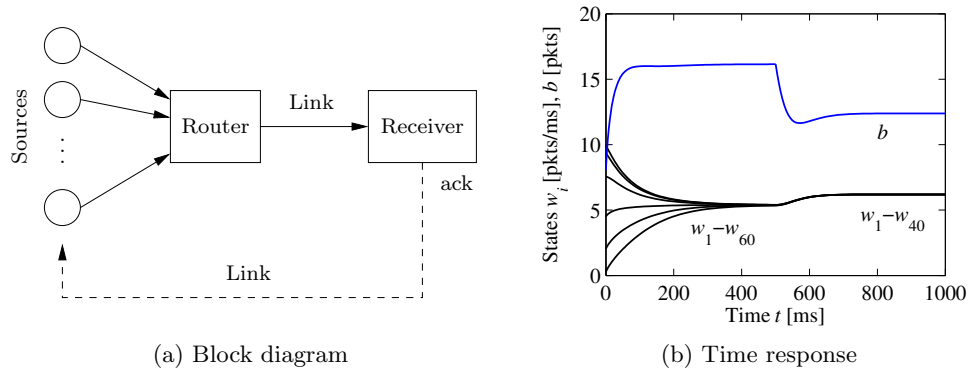 Sources
Router
Link
Receiver
ack
Link
(a) Block diagram
States w_i [pkts/ms], b [pkts]
20
15
10
5
0
b
w_1–w_60
w_1–w_40
0 200 400 600 800 1000
Time t [ms]
(b) Time response